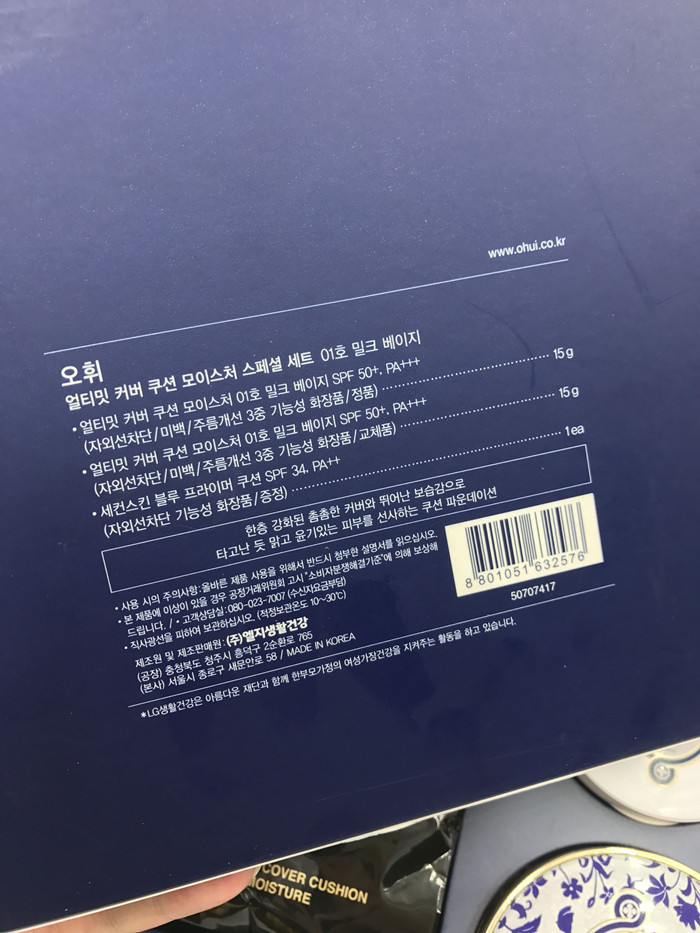 www.ohui.co.kr
오휘
얼티밋 커버 쿠션 모이스처 스페셜 세트 01호 밀크 베이지
• 얼티밋 커버 쿠션 모이스처 01호 밀크 베이지 SPF 50+, PA+++
(자외선차단/미백/주름개선 3중 기능성 화장품/정품) 15g
• 얼티밋 커버 쿠션 모이스처 01호 밀크 베이지 SPF 50+, PA+++
(자외선차단/미백/주름개선 3중 기능성 화장품/교체품) 15g
• 세컨스킨 블루 프라이머 쿠션 SPF 34, PA++
(자외선차단 기능성 화장품/증정) 1ea
한층 강화된 촘촘한 커버와 뛰어난 보습감으로
타고난 듯 맑고 윤기있는 피부를 선사하는 쿠션 파운데이션
• 사용 시의 주의사항:올바른 제품 사용을 위해서 반드시 첨부한 설명서를 읽으십시오.
• 본 제품에 이상이 있을 경우 공정거래위원회 고시 "소비자분쟁해결기준"에 의해 보상해
드립니다. / • 고객상담실: 080-023-7007 (수신자요금부담)
• 직사광선을 피하여 보관하십시오. (적정보관온도 10~30℃)
제조원 및 제조판매원: (주)엘지생활건강
(공장) 충청북도 청주시 흥덕구 2순환로 765
(본사) 서울시 종로구 새문안로 58 / MADE IN KOREA
8 801051 632576
50707417
*LG생활건강은 아름다운 재단과 함께 한부모가정의 여성가장건강을 지켜주는 활동을 하고 있습니다.
COVER CUSHION
MOISTURE